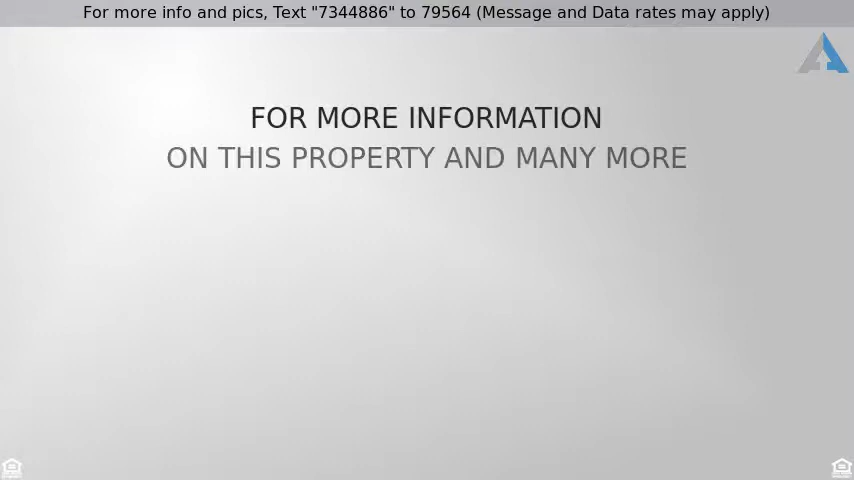 For more info and pics, Text "7344886" to 79564 (Message and Data rates may apply)
FOR MORE INFORMATION
ON THIS PROPERTY AND MANY MORE